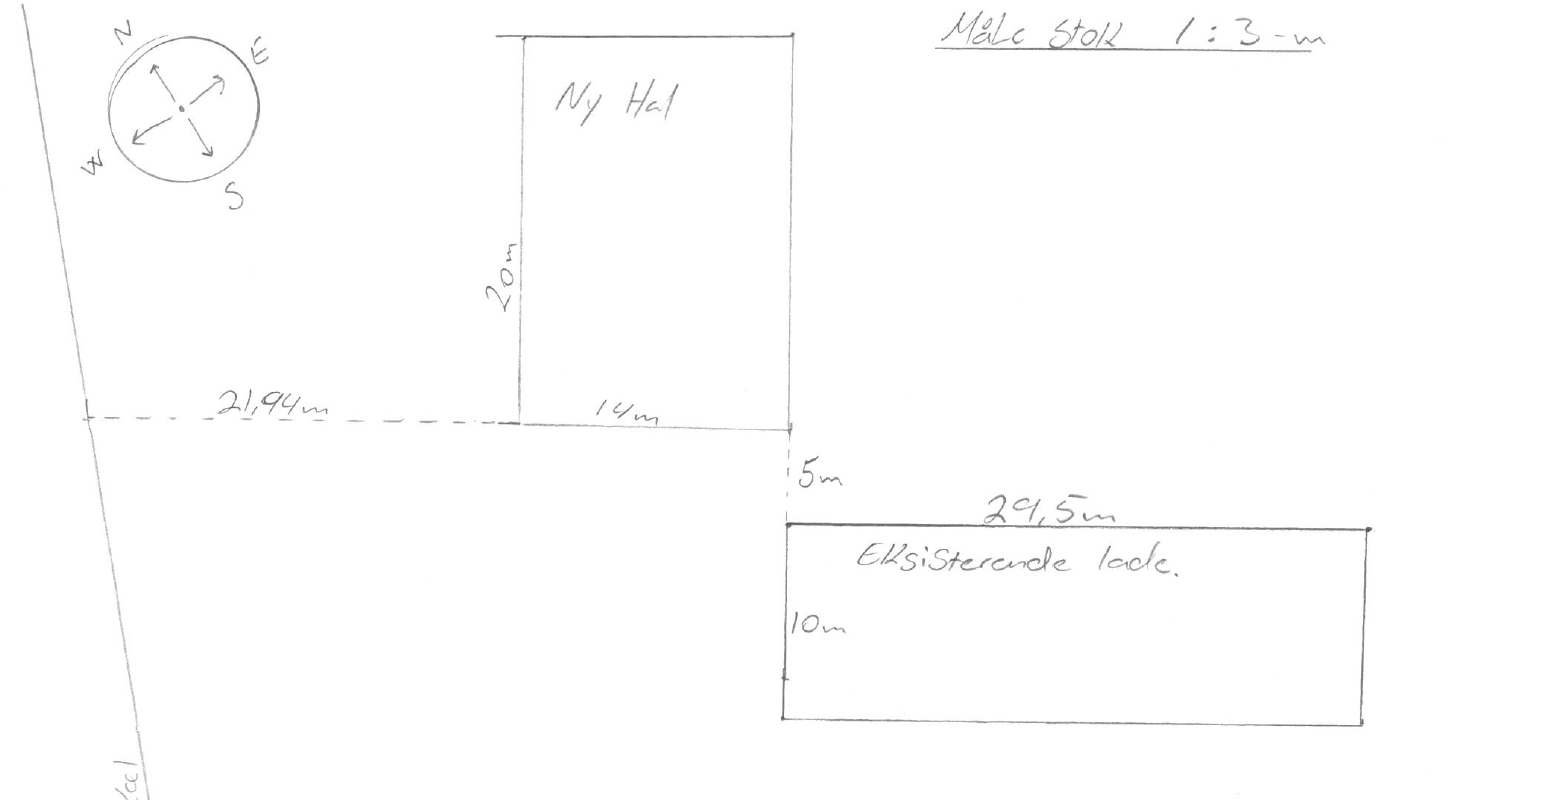 Måle Stok 1:3-m
N
E
W
S
Ny Hal
20m
21,94m
14m
5m
29,5m
Eksisterende lade.
10m